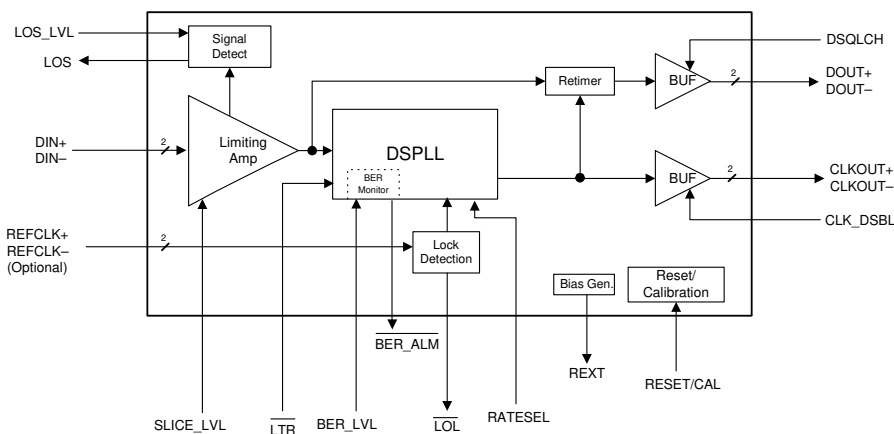 LOS_LVL
LOS
Signal
Detect
DSQLCH
Retimer
BUF
2
DOUT+
DOUT–
DIN+
DIN–
2
Limiting
Amp
DSPLL
BER
Monitor
BUF
2
CLKOUT+
CLKOUT–
CLK_DSBL
REFCLK+
REFCLK–
(Optional)
2
Lock
Detection
Bias Gen.
Reset/
Calibration
BER_ALM
REXT
RESET/CAL
SLICE_LVL
LTR
BER_LVL
LOL
RATESEL